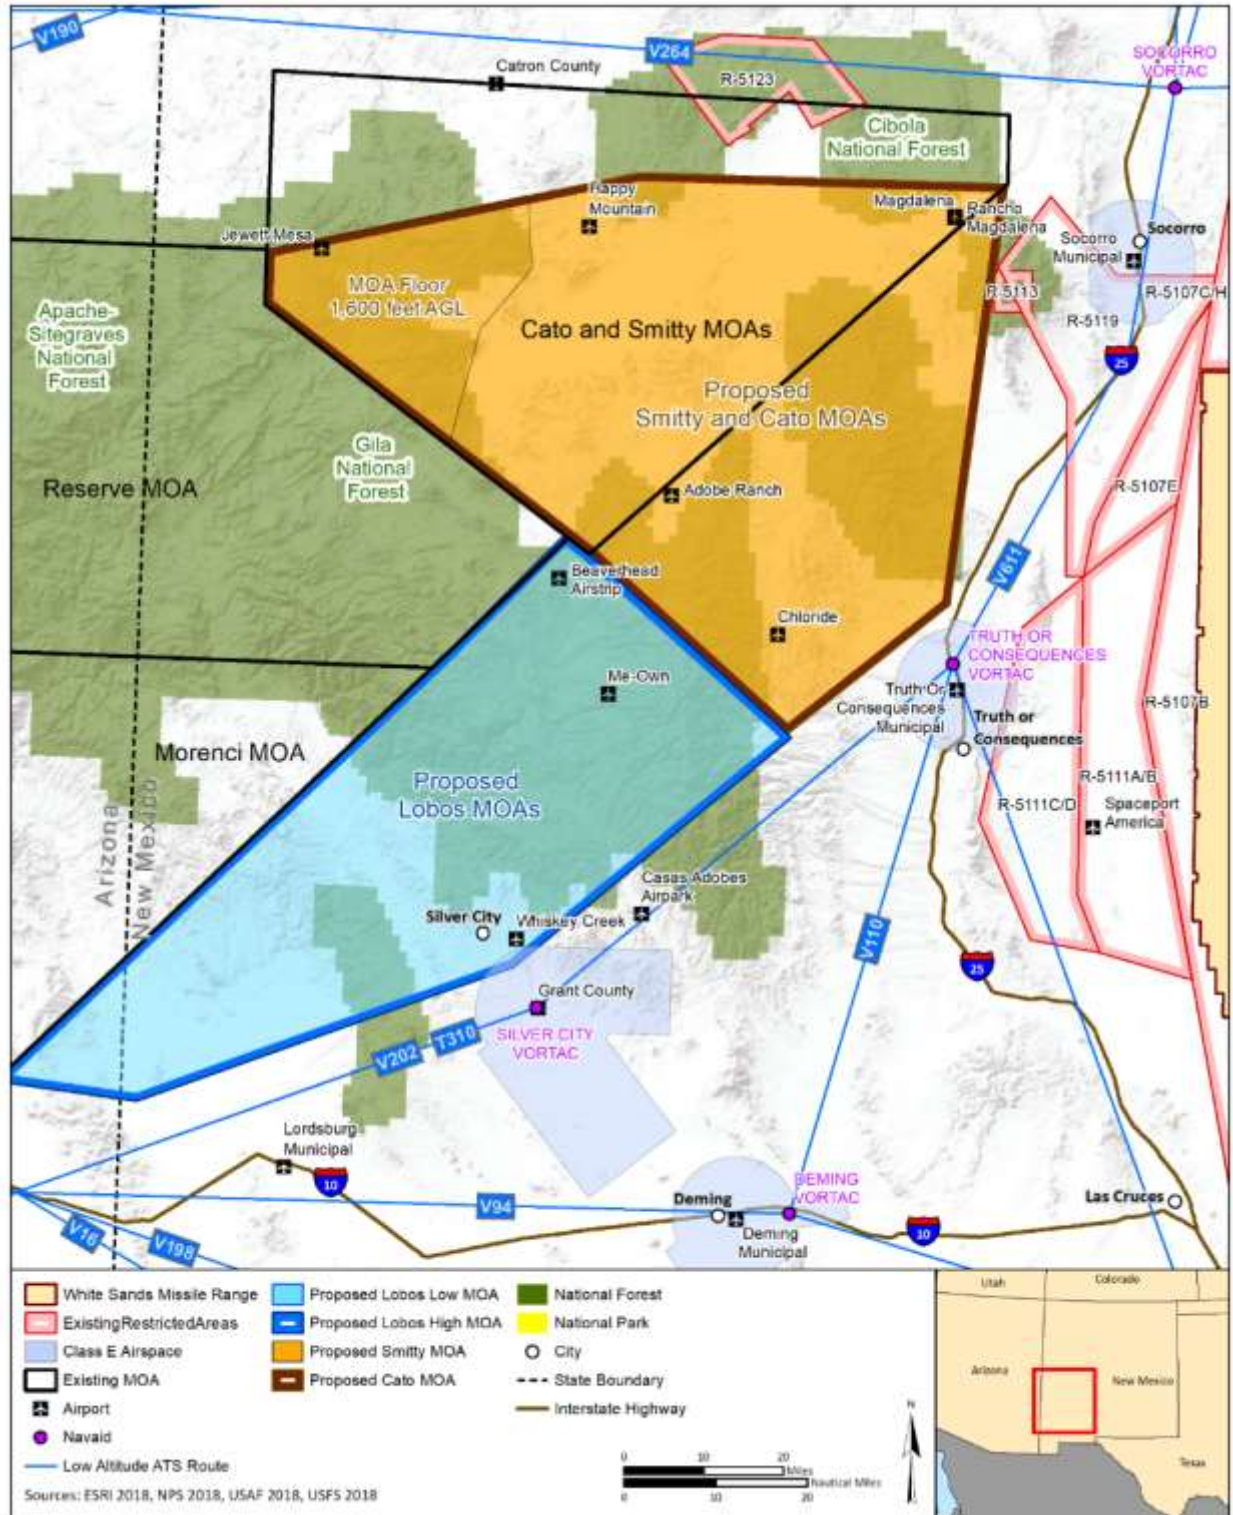 V190
V264
SOCORRO
VORTAC
Catron County
R-5123
Cibola
National Forest
Happy
Mountain
Magdalena
Rancho
Magdalena
Jewett Mesa
Socorro
Socorro
Municipal
MOA Floor
1,600 feet AGL
R-5113
R-5107C/H
Apache-
Sitegraves
National
Forest
Cato and Smitty MOAs
R-5119
25
Proposed
Smitty and Cato MOAs
Gila
National
Forest
Reserve MOA
Adobe Ranch
R-5107E
V611
Beaverhead
Airstrip
Chloride
TRUTH OR
CONSEQUENCES
VORTAC
Me-Own
Truth Or
Consequences
Municipal
R-5107B
Truth or
Consequences
Morenci MOA
Proposed
Lobos MOAs
R-5111A/B
R-5111C/D
Spaceport
America
Arizona
New Mexico
Casas Adobes
Airpark
Silver City
Whiskey Creek
V110
25
Grant County
SILVER CITY
VORTAC
V202
T310
Lordsburg
Municipal
10
DEMING
VORTAC
Deming
Las Cruces
V94
V16
V198
Deming
Municipal
10
White Sands Missile Range
ExistingRestrictedAreas
Class E Airspace
Existing MOA
Airport
Navaid
Low Altitude ATS Route
Proposed Lobos Low MOA
Proposed Lobos High MOA
Proposed Smitty MOA
Proposed Cato MOA
National Forest
National Park
City
State Boundary
Interstate Highway
Sources: ESRI 2018, NPS 2018, USAF 2018, USFS 2018
0 10 20
Miles
Nautical Miles
0 10 20
N
Utah
Colorado
Arizona
New Mexico
Texas